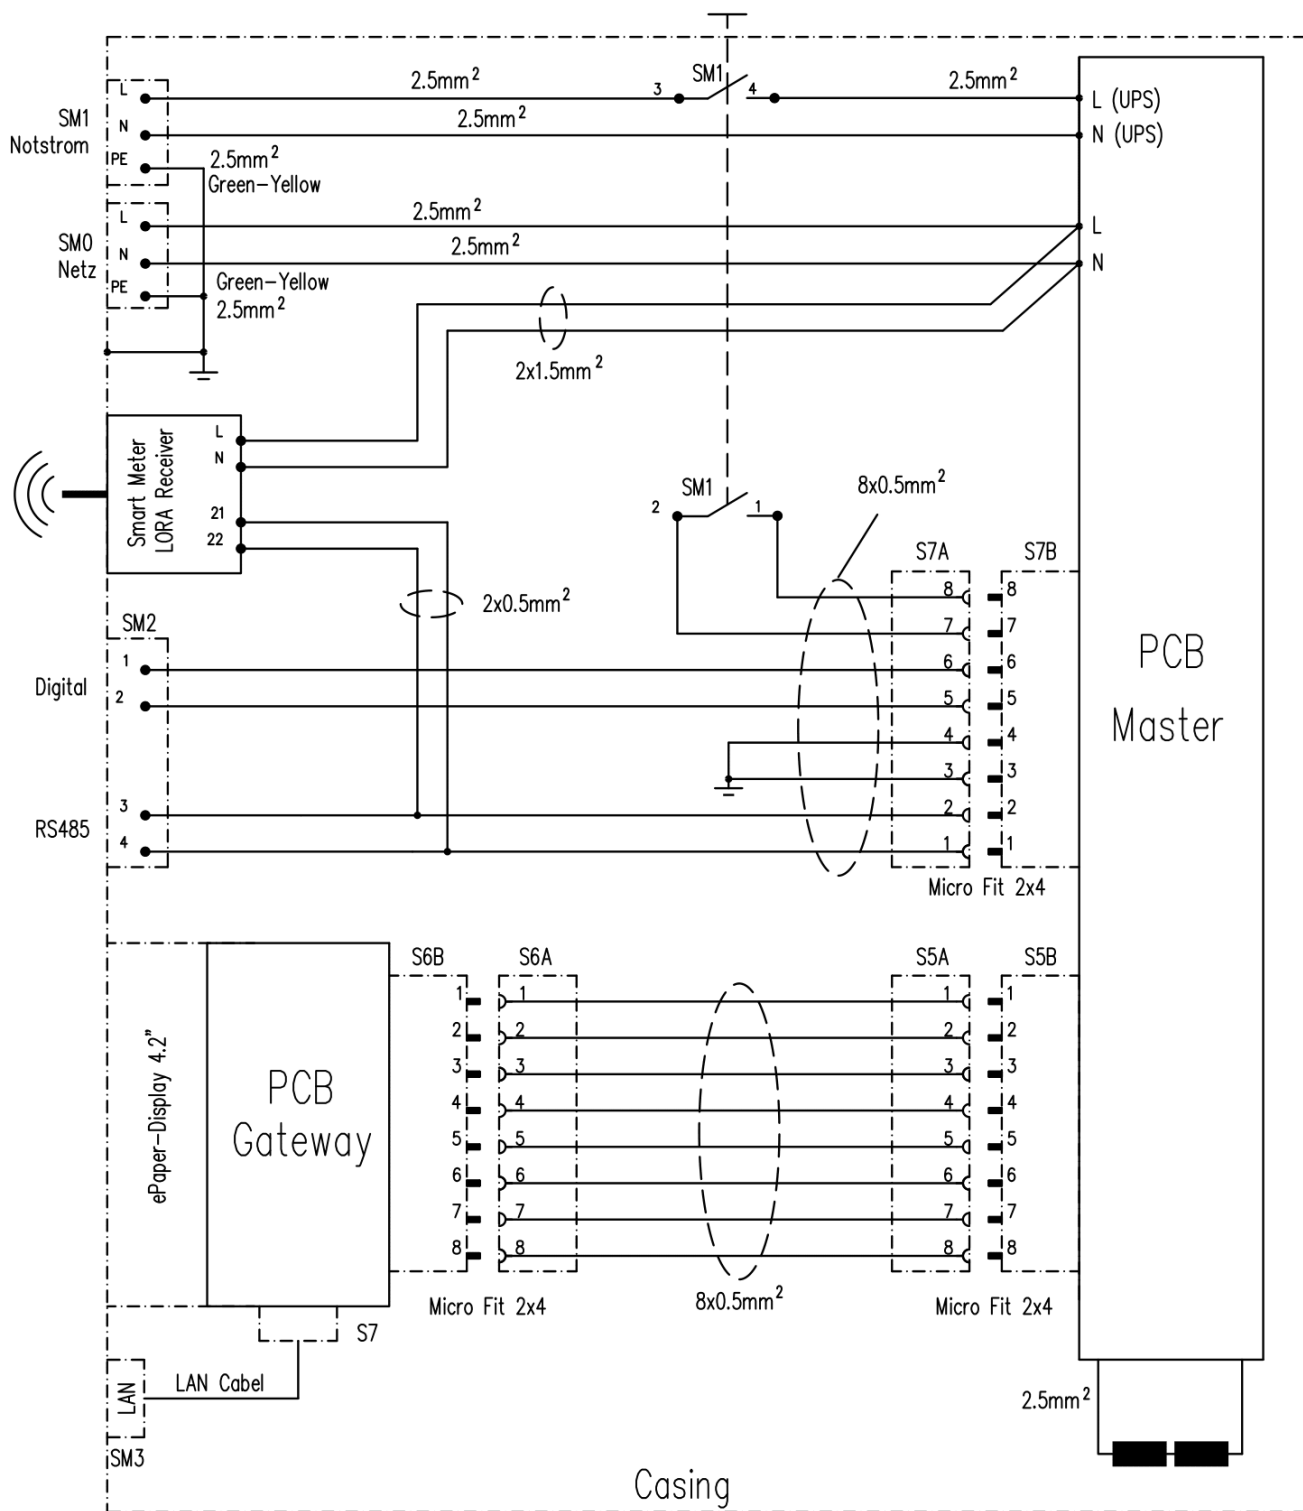 2.5mm²
SM1
3
4
2.5mm²
L
L (UPS)
SM1
Notstrom
N
2.5mm²
N (UPS)
PE
2.5mm²
Green-Yellow
L
2.5mm²
L
SM0
Netz
N
2.5mm²
N
PE
Green-Yellow
2.5mm²
2x1.5mm²
Smart Meter
LORA Receiver
L
N
21
22
SM1
2
1
8x0.5mm²
S7A
S7B
2x0.5mm²
8
8
7
7
SM2
Digital
1
6
6
2
5
5
4
4
3
3
RS485
3
2
2
4
1
1
Micro Fit 2x4
PCB
Master
S6B
S6A
S5A
S5B
1
1
1
1
2
2
2
2
3
3
3
3
4
4
4
4
5
5
5
5
6
6
6
6
7
7
7
7
8
8
8
8
ePaper-Display 4.2"
PCB
Gateway
Micro Fit 2x4
8x0.5mm²
Micro Fit 2x4
S7
LAN Cabel
LAN
SM3
2.5mm²
Casing